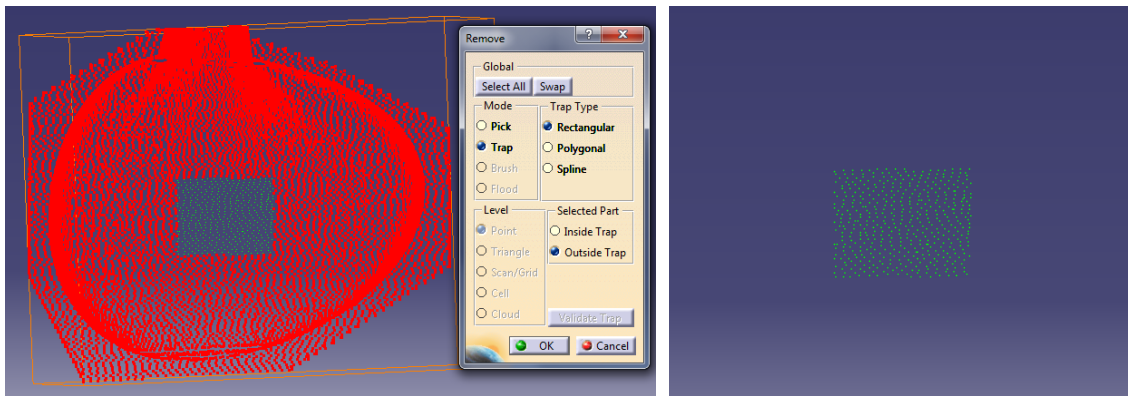 Remove
Global
Select All Swap
Mode
Pick
Trap
Brush
Flood
Trap Type
Rectangular
Polygonal
Spline
Level
Point
Triangle
Scan/Grid
Cell
Cloud
Selected Part
Inside Trap
Outside Trap
Validate Trap
OK Cancel